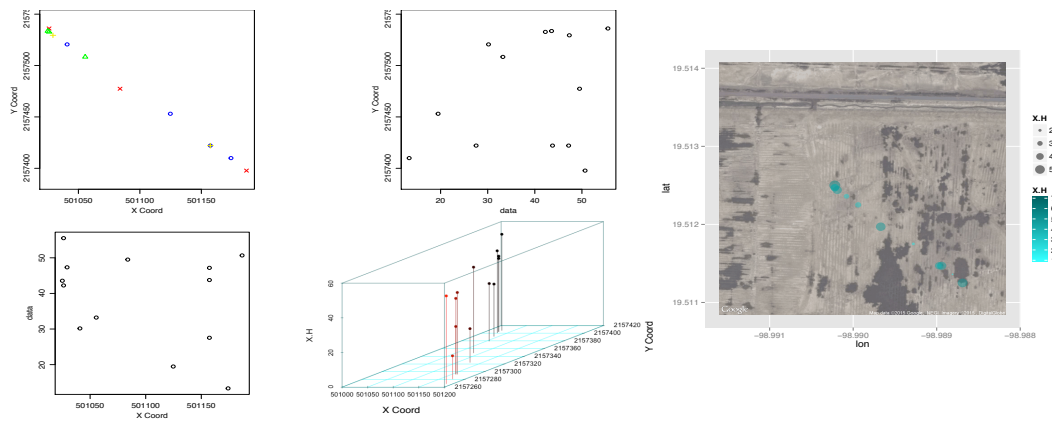 2157500
2157450
2157400
Y Coord
501050
501100
501150
X Coord
2157500
2157450
2157400
Y Coord
20
30
40
50
data
50
40
30
20
data
501050
501100
501150
X Coord
60
40
20
0
X.H
501000 501050 501100 501150 501200
X Coord
2157420
2157400
2157380
2157360
2157340
2157320
2157300
2157280
2157260
Y Coord
19.514
19.513
19.512
19.511
lat
−98.991
−98.990
−98.989
−98.988
lon
Google
X.H
X.H